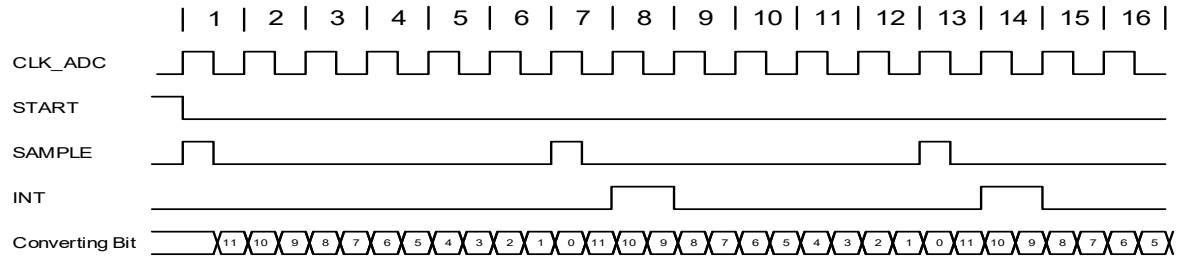 | 1 | 2 | 3 | 4 | 5 | 6 | 7 | 8 | 9 | 10 | 11 | 12 | 13 | 14 | 15 | 16 |
CLK_ADC
START
SAMPLE
INT
Converting Bit 11 10 9 8 7 6 5 4 3 2 1 0 11 10 9 8 7 6 5 4 3 2 1 0 11 10 9 8 7 6 5